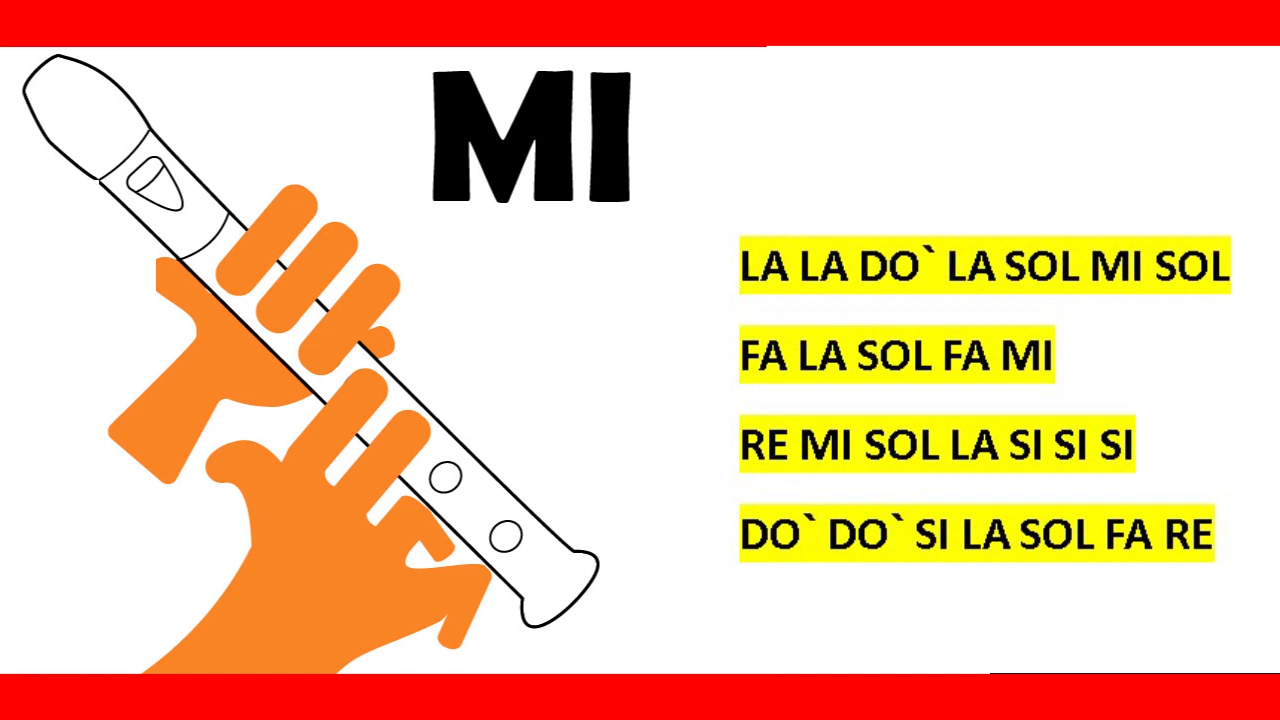 MI
LA LA DO` LA SOL MI SOL
FA LA SOL FA MI
RE MI SOL LA SI SI SI
DO` DO` SI LA SOL FA RE